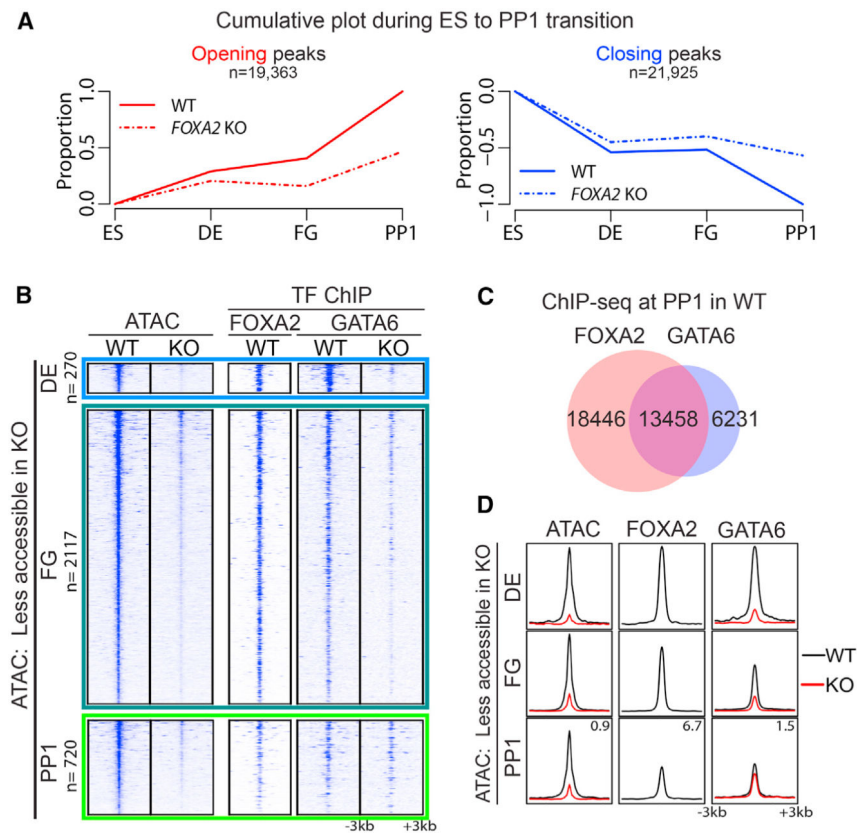 A
Cumulative plot during ES to PP1 transition
Opening peaks
n=19,363
Proportion
1.0
0.5
0.0
WT
FOXA2 KO
ES
DE
FG
PP1
Closing peaks
n=21,925
Proportion
0.0
−0.5
−1.0
WT
FOXA2 KO
ES
DE
FG
PP1
B
TF ChIP
ATAC
FOXA2
GATA6
WT
KO
WT
WT
KO
ATAC: Less accessible in KO
DE
n= 270
FG
n= 2117
PP1
n= 720
-3kb
+3kb
C
ChIP-seq at PP1 in WT
FOXA2
GATA6
18446
13458
6231
D
ATAC
FOXA2
GATA6
ATAC: Less accessible in KO
DE
FG
PP1
WT
KO
0.9
6.7
1.5
-3kb
+3kb